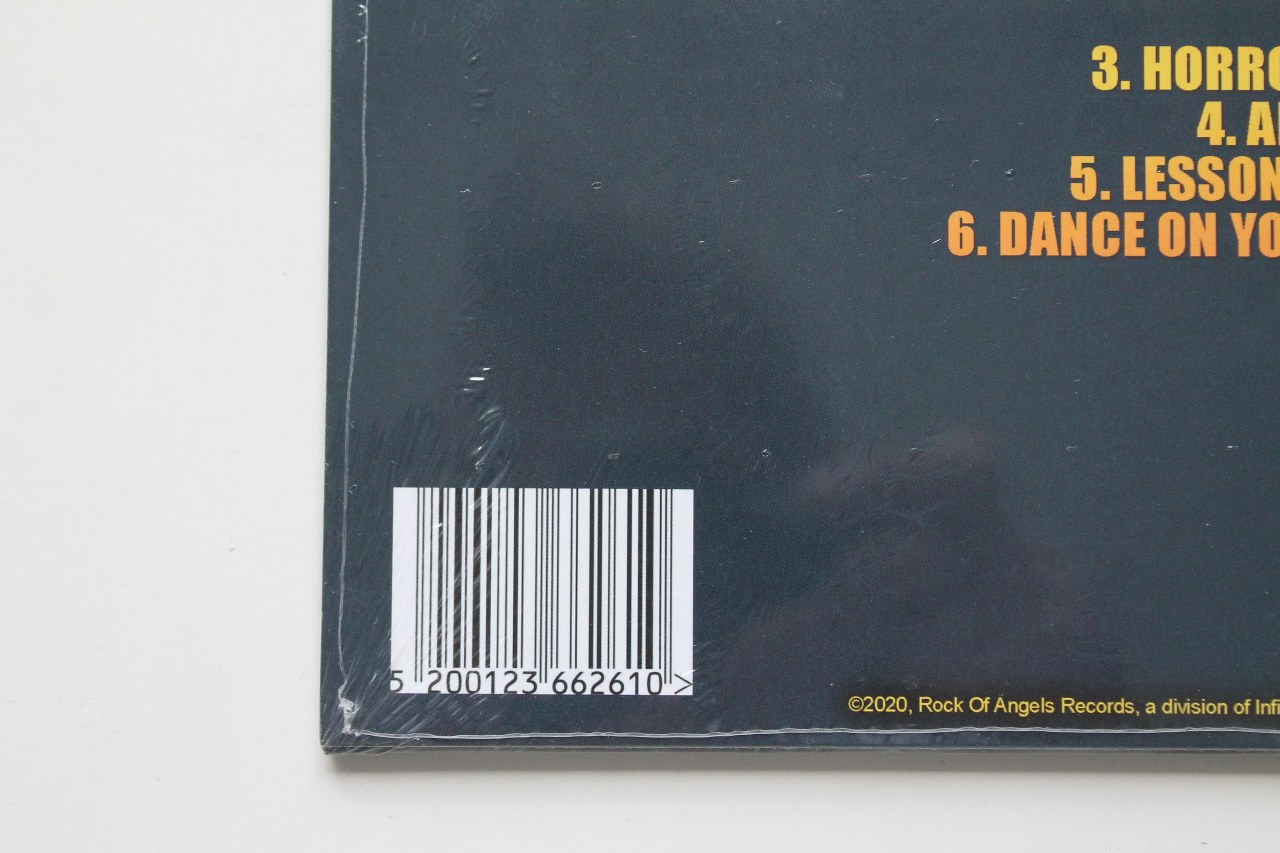 3. HORRO
4. A
5. LESSON
6. DANCE ON YO
5 200123 662610 >
©2020, Rock Of Angels Records, a division of Infi